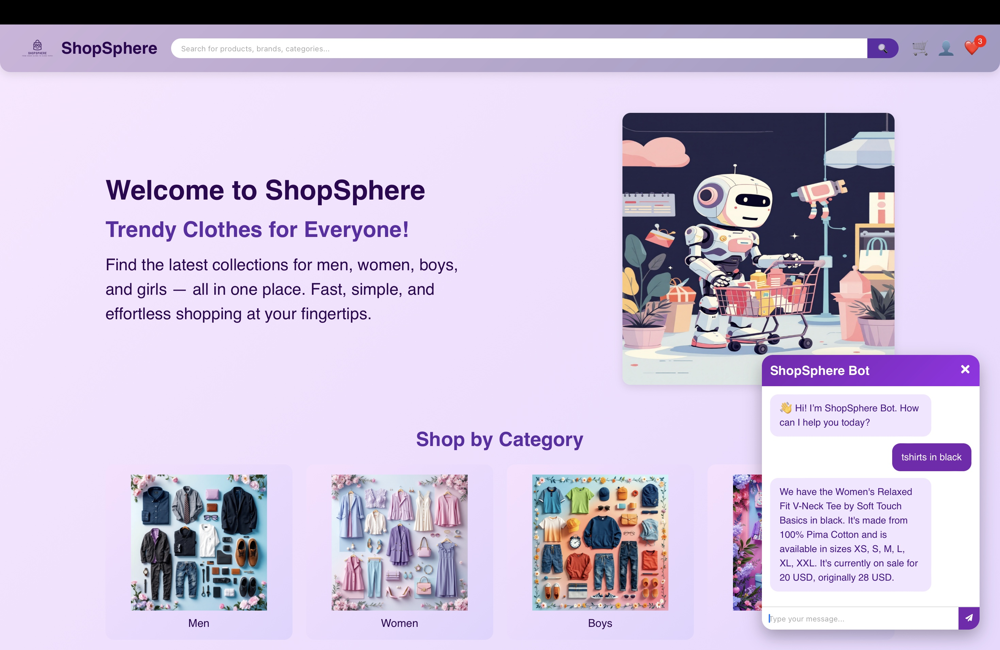 SHOPSPHERE
ShopSphere
Search for products, brands, categories...
3
Welcome to ShopSphere
Trendy Clothes for Everyone!
Find the latest collections for men, women, boys,
and girls — all in one place. Fast, simple, and
effortless shopping at your fingertips.
Shop by Category
Men
Women
Boys
ShopSphere Bot
👋 Hi! I’m ShopSphere Bot. How
can I help you today?
tshirts in black
We have the Women's Relaxed
Fit V-Neck Tee by Soft Touch
Basics in black. It's made from
100% Pima Cotton and is
available in sizes XS, S, M, L,
XL, XXL. It's currently on sale for
20 USD, originally 28 USD.
Type your message...